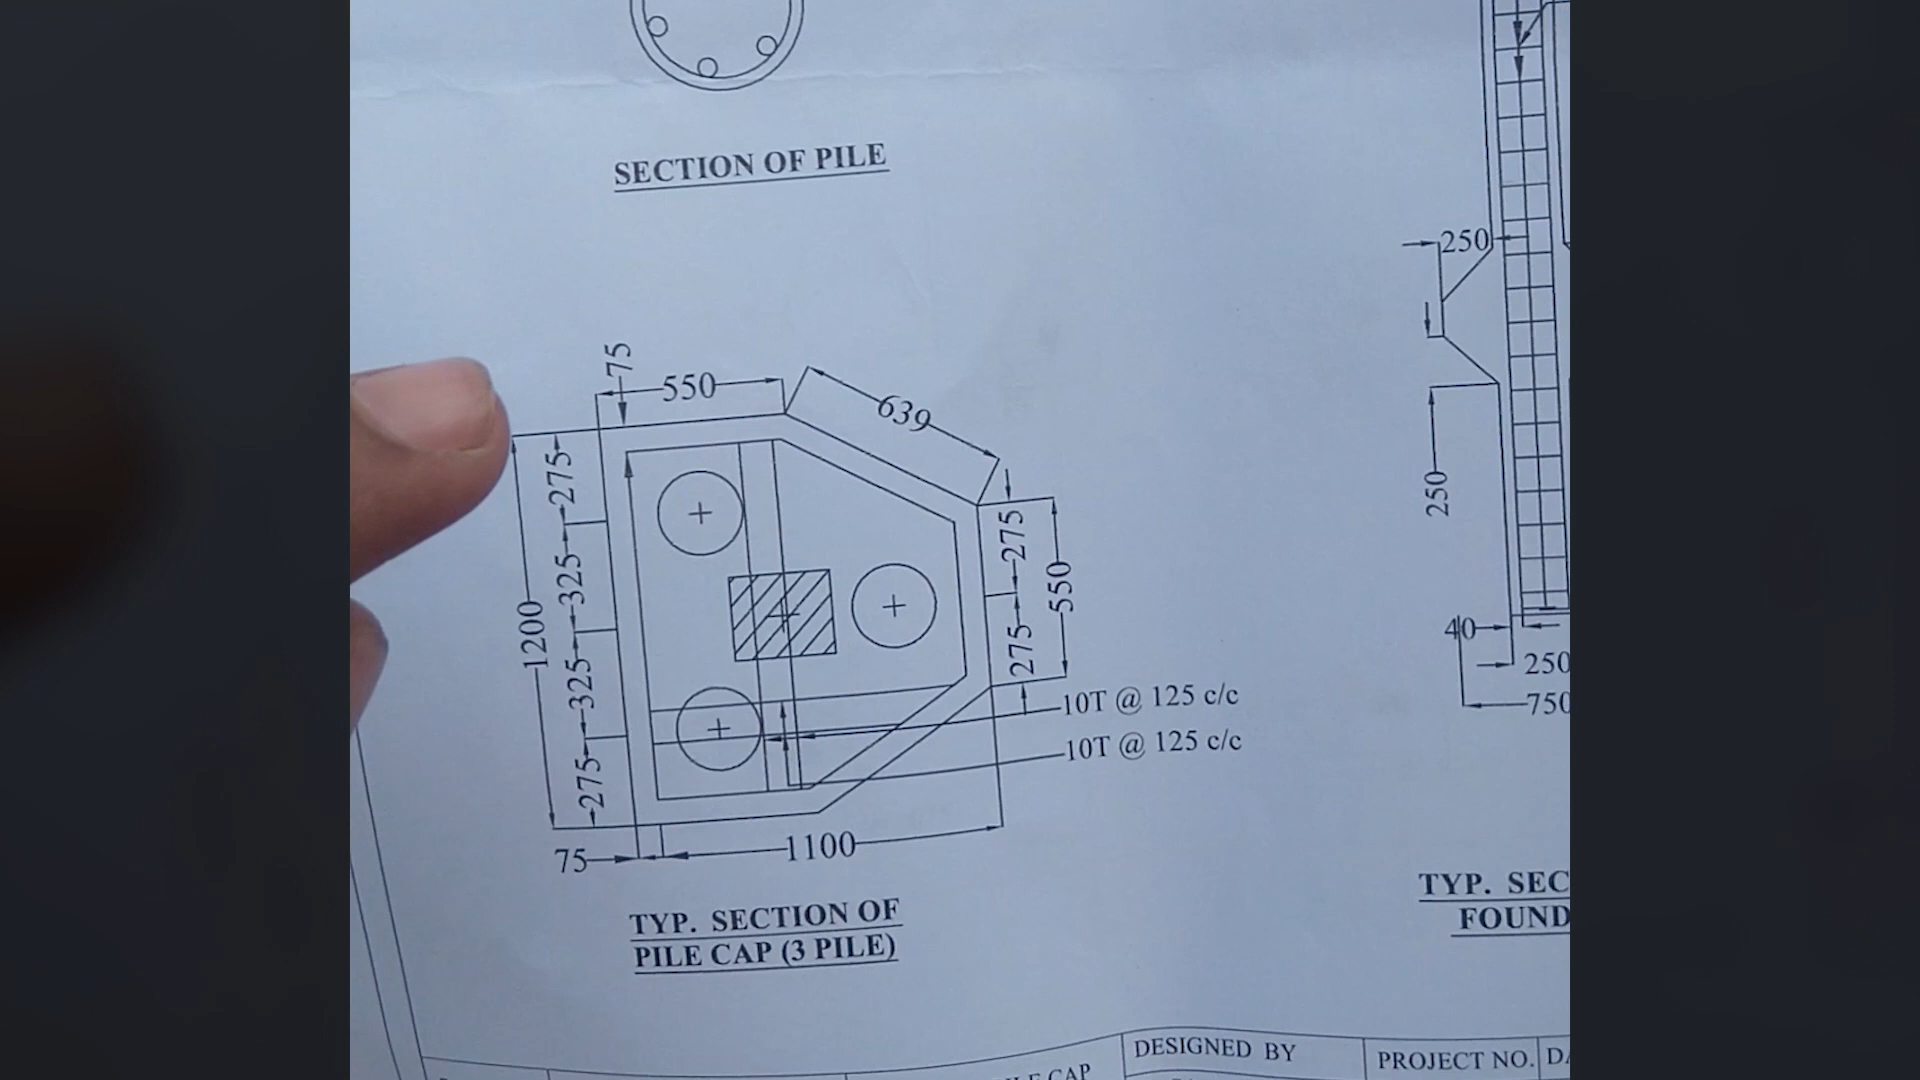 SECTION OF PILE
250
75
550
639
275
325
1200
325
275
275
550
275
250
40
250
750
10T @ 125 c/c
10T @ 125 c/c
1100
75
TYP. SECTION OF
PILE CAP (3 PILE)
TYP. SEC
FOUND
DESIGNED BY
PROJECT NO.
CAP